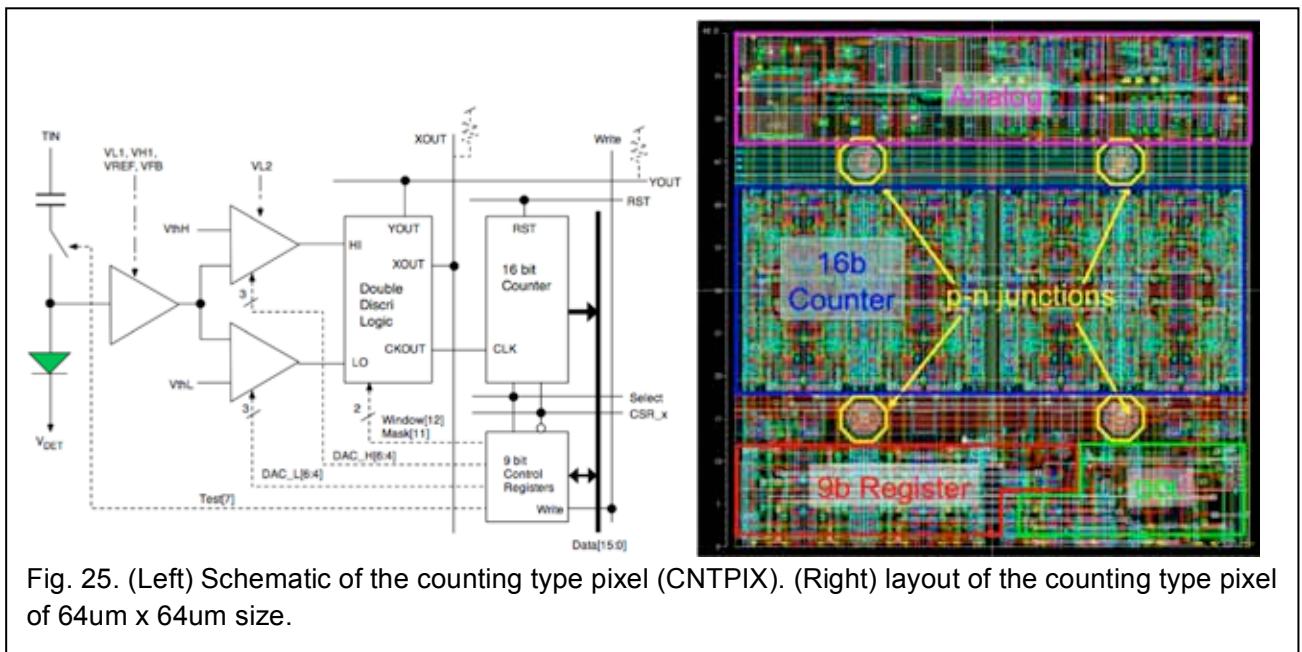 TIN
VL1, VH1,
VREF, VFB
VL2
XOUT
Write
YOUT
RST
VthH
HI
YOUT
XOUT
Double
Discri
Logic
CKOUT
LO
RST
16 bit
Counter
CLK
3
VthL
3
2
Window[12]
Mask[11]
Select
CSR_x
VDET
DAC_H[6:4]
DAC_L[6:4]
9 bit
Control
Registers
Test[7]
Write
Data[15:0]
Analog
16b
Counter
p-n junctions
9b Register
Fig. 25. (Left) Schematic of the counting type pixel (CNTPIX). (Right) layout of the counting type pixel
of 64um x 64um size.